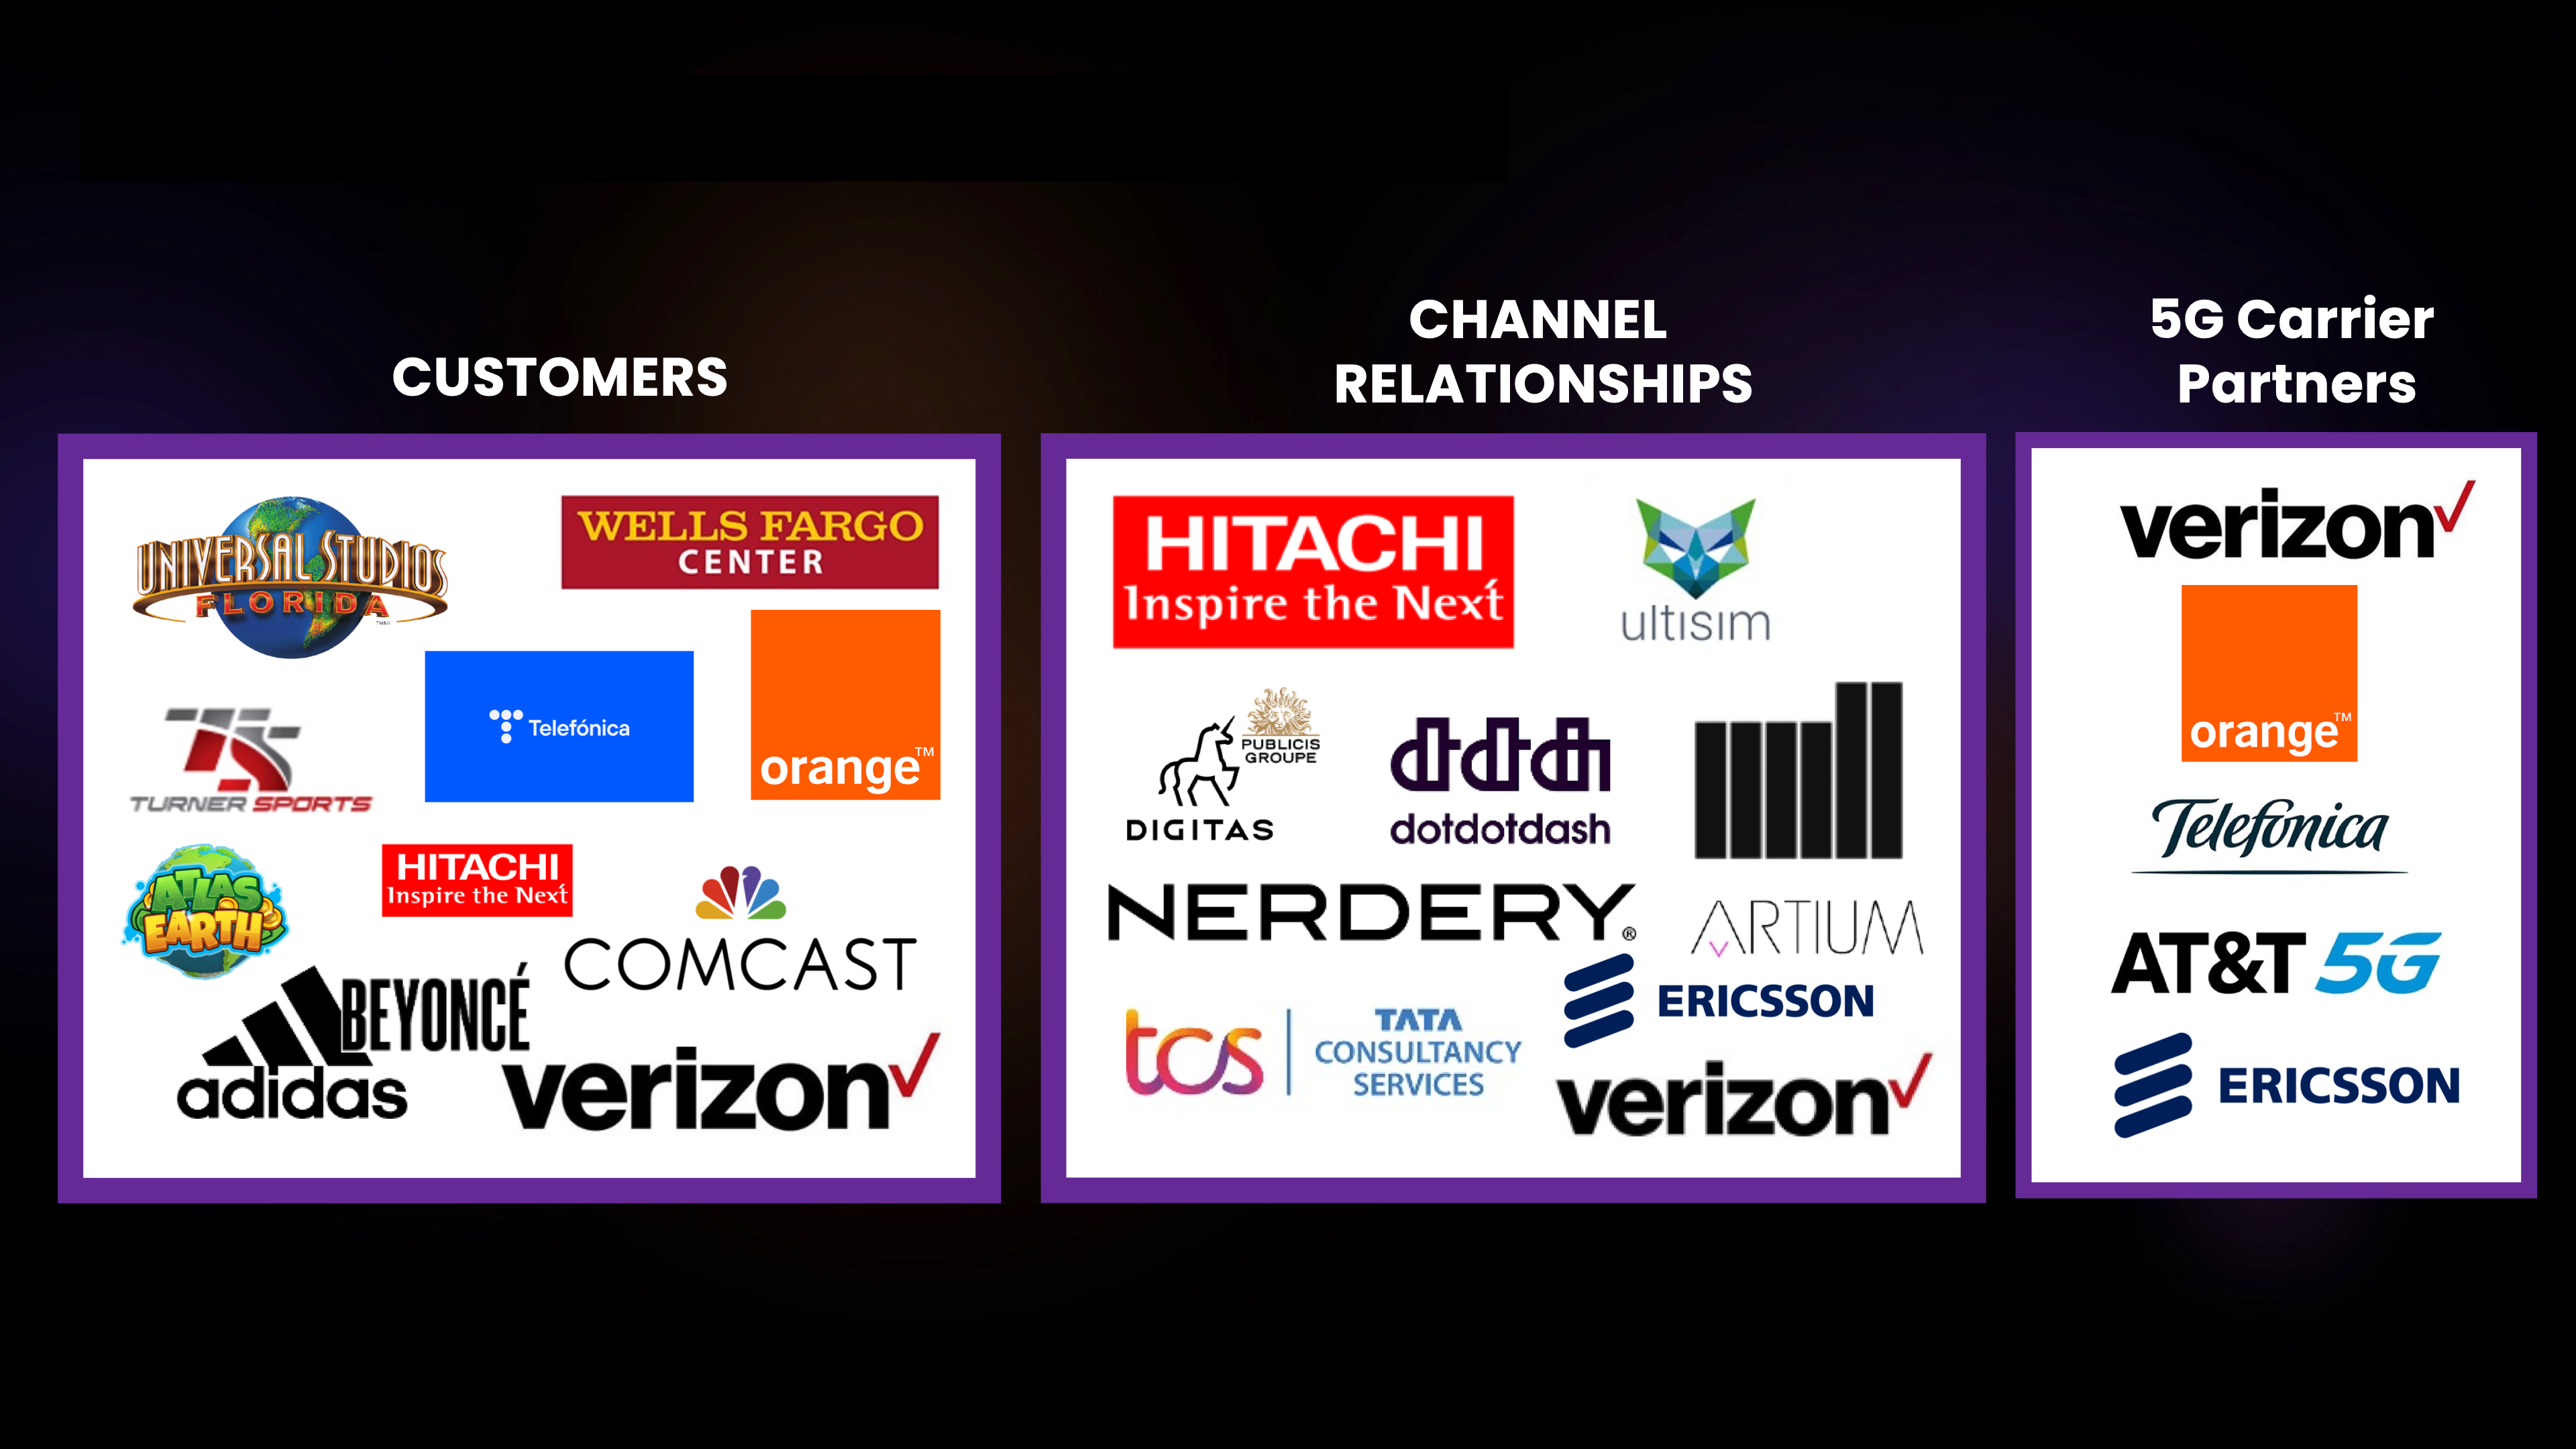 CUSTOMERS
UNIVERSAL STUDIOS
FLORIDA
WELLS FARGO
CENTER
TURNER SPORTS
Telefónica
orange™
ATLAS
EARTH
HITACHI
Inspire the Next
COMCAST
BEYONCÉ
adidas
verizon
CHANNEL
RELATIONSHIPS
HITACHI
Inspire the Next
ultisim
PUBLICIS
GROUPE
DIGITAS
dotdotdash
NERDERY®
ARTIUM
tcs
TATA
CONSULTANCY
SERVICES
ERICSSON
verizon
5G Carrier
Partners
verizon
orange™
Telefónica
AT&T 5G
ERICSSON